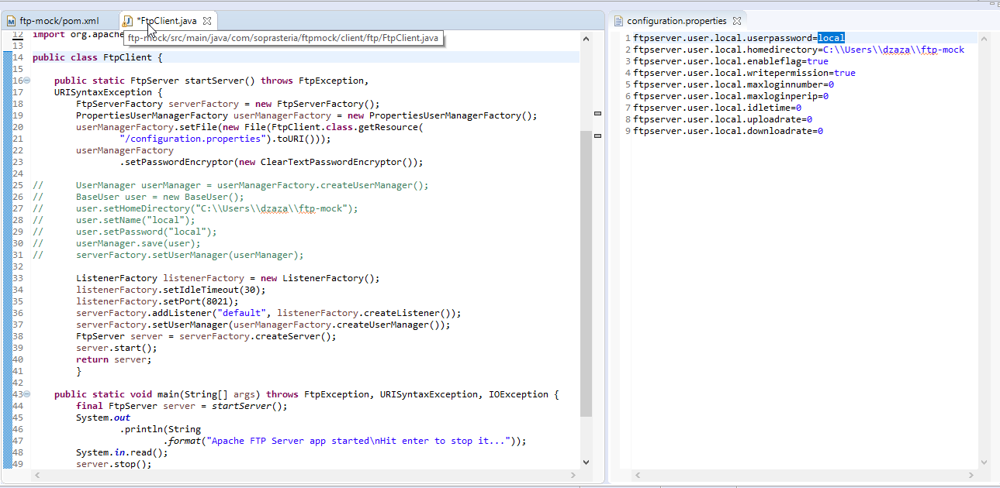 ftp-mock/pom.xml
*FtpClient.java
configuration.properties
ftp-mock/src/main/java/com/soprasteria/ftpmock/client/ftp/FtpClient.java
12 import org.apache
13
14 public class FtpClient {
15
16 public static FtpServer startServer() throws FtpException,
17 URISyntaxException {
18 FtpServerFactory serverFactory = new FtpServerFactory();
19 PropertiesUserManagerFactory userManagerFactory = new PropertiesUserManagerFactory();
20 userManagerFactory.setFile(new File(FtpClient.class.getResource(
21 "/configuration.properties").toURI()));
22 userManagerFactory
23 .setPasswordEncryptor(new ClearTextPasswordEncryptor());
24
25 // UserManager userManager = userManagerFactory.createUserManager();
26 // BaseUser user = new BaseUser();
27 // user.setHomeDirectory("C:\\Users\\dzaza\\ftp-mock");
28 // user.setName("local");
29 // user.setPassword("local");
30 // userManager.save(user);
31 // serverFactory.setUserManager(userManager);
32
33 ListenerFactory listenerFactory = new ListenerFactory();
34 listenerFactory.setIdleTimeout(30);
35 listenerFactory.setPort(8021);
36 serverFactory.addListener("default", listenerFactory.createListener());
37 serverFactory.setUserManager(userManagerFactory.createUserManager());
38 FtpServer server = serverFactory.createServer();
39 server.start();
40 return server;
41 }
42
43 public static void main(String[] args) throws FtpException, URISyntaxException, IOException {
44 final FtpServer server = startServer();
45 System.out
46 .println(String
47 .format("Apache FTP Server app started\nHit enter to stop it..."));
48 System.in.read();
49 server.stop();
1 ftpserver.user.local.userpassword=local
2 ftpserver.user.local.homedirectory=C:\\Users\\dzaza\\ftp-mock
3 ftpserver.user.local.enableflag=true
4 ftpserver.user.local.writepermission=true
5 ftpserver.user.local.maxloginnumber=0
6 ftpserver.user.local.maxloginperip=0
7 ftpserver.user.local.idletime=0
8 ftpserver.user.local.uploadrate=0
9 ftpserver.user.local.downloadrate=0